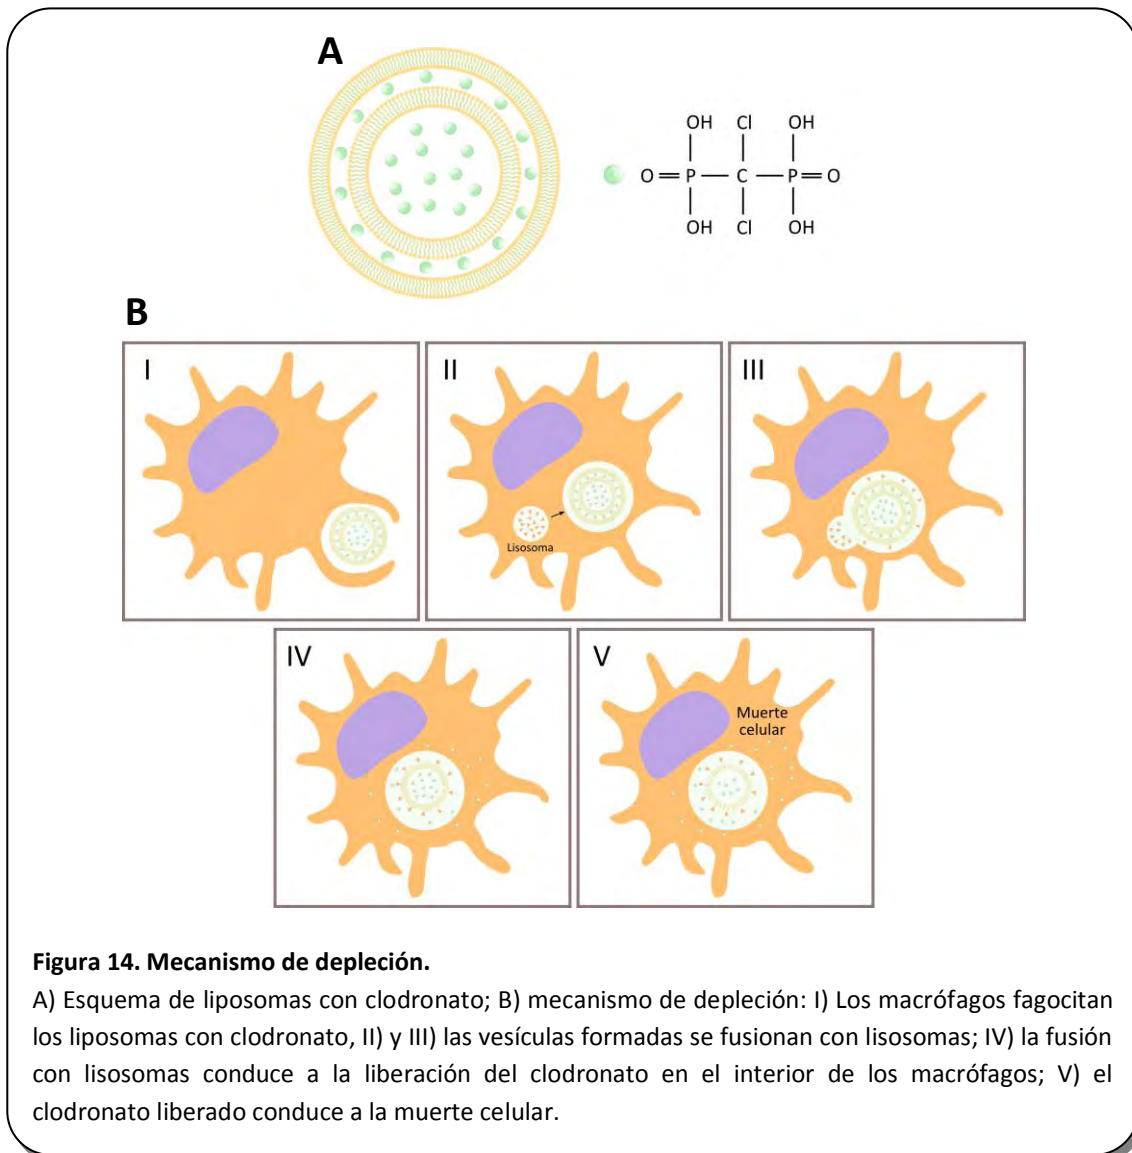 A
OH Cl OH
O=P—C—P=O
OH Cl OH
B
I
II
Lisosoma
III
IV
V
Muerte
celular
Figura 14. Mecanismo de depleción.
A) Esquema de liposomas con clodronato; B) mecanismo de depleción: I) Los macrófagos fagocitan
los liposomas con clodronato, II) y III) las vesículas formadas se fusionan con lisosomas; IV) la fusión
con lisosomas conduce a la liberación del clodronato en el interior de los macrófagos; V) el
clodronato liberado conduce a la muerte celular.